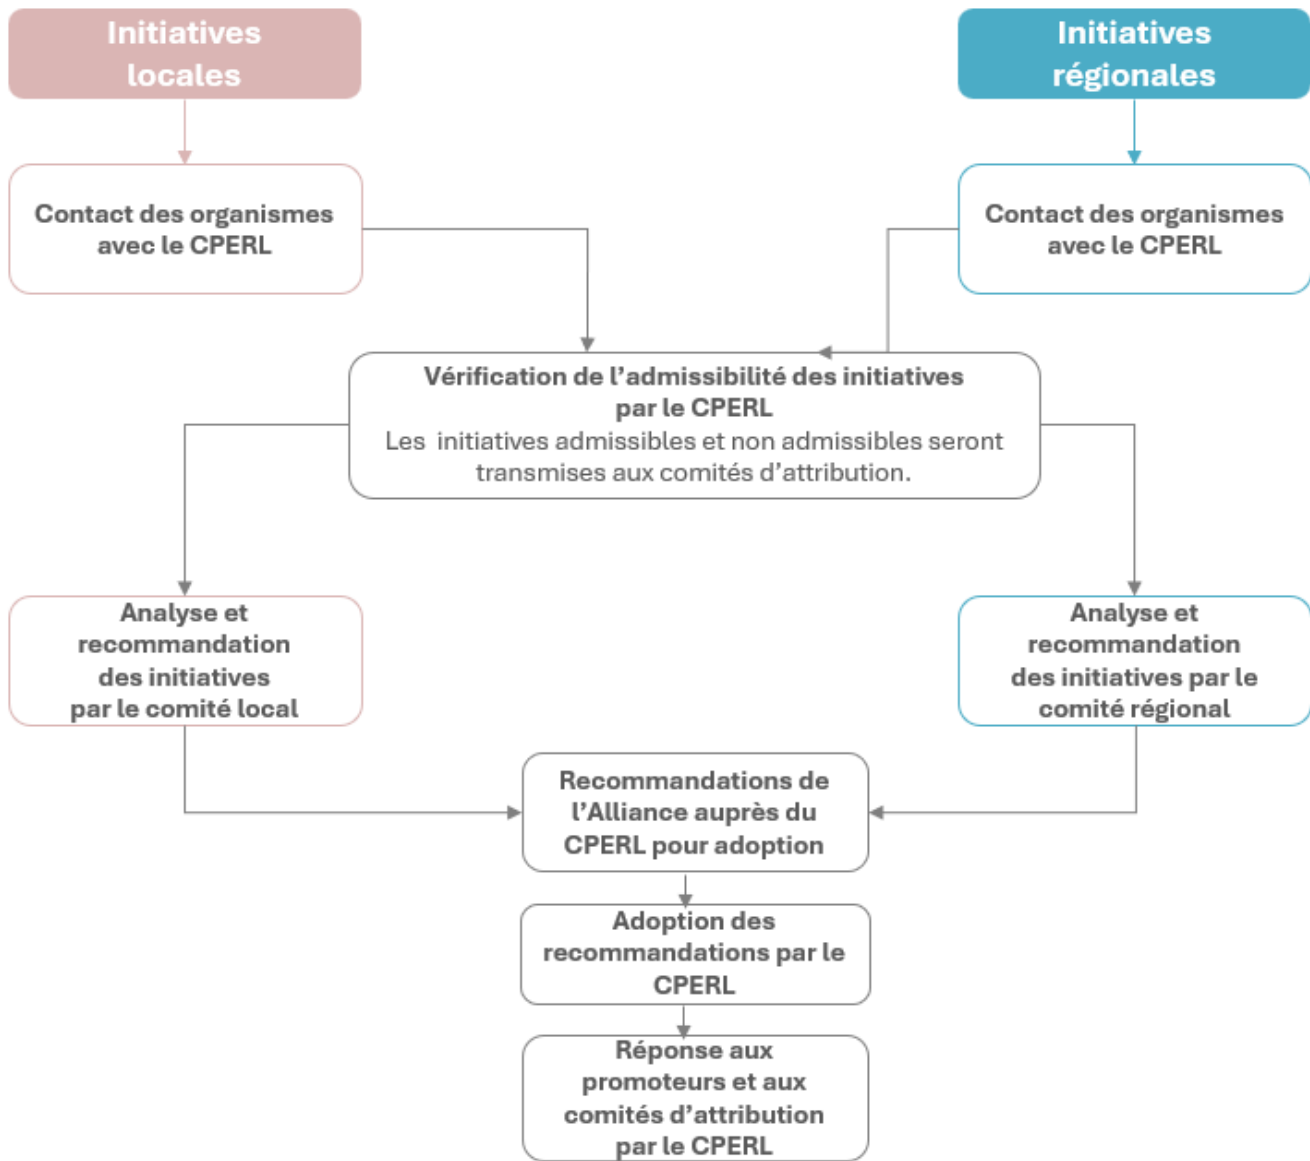 Initiatives
locales
Initiatives
régionales
Contact des organismes
avec le CPERL
Contact des organismes
avec le CPERL
Vérification de l’admissibilité des initiatives
par le CPERL
Les initiatives admissibles et non admissibles seront
transmises aux comités d’attribution.
Analyse et
recommandation
des initiatives
par le comité local
Analyse et
recommandation
des initiatives par le
comité régional
Recommandations de
l’Alliance auprès du
CPERL pour adoption
Adoption des
recommandations par le
CPERL
Réponse aux
promoteurs et aux
comités d’attribution
par le CPERL